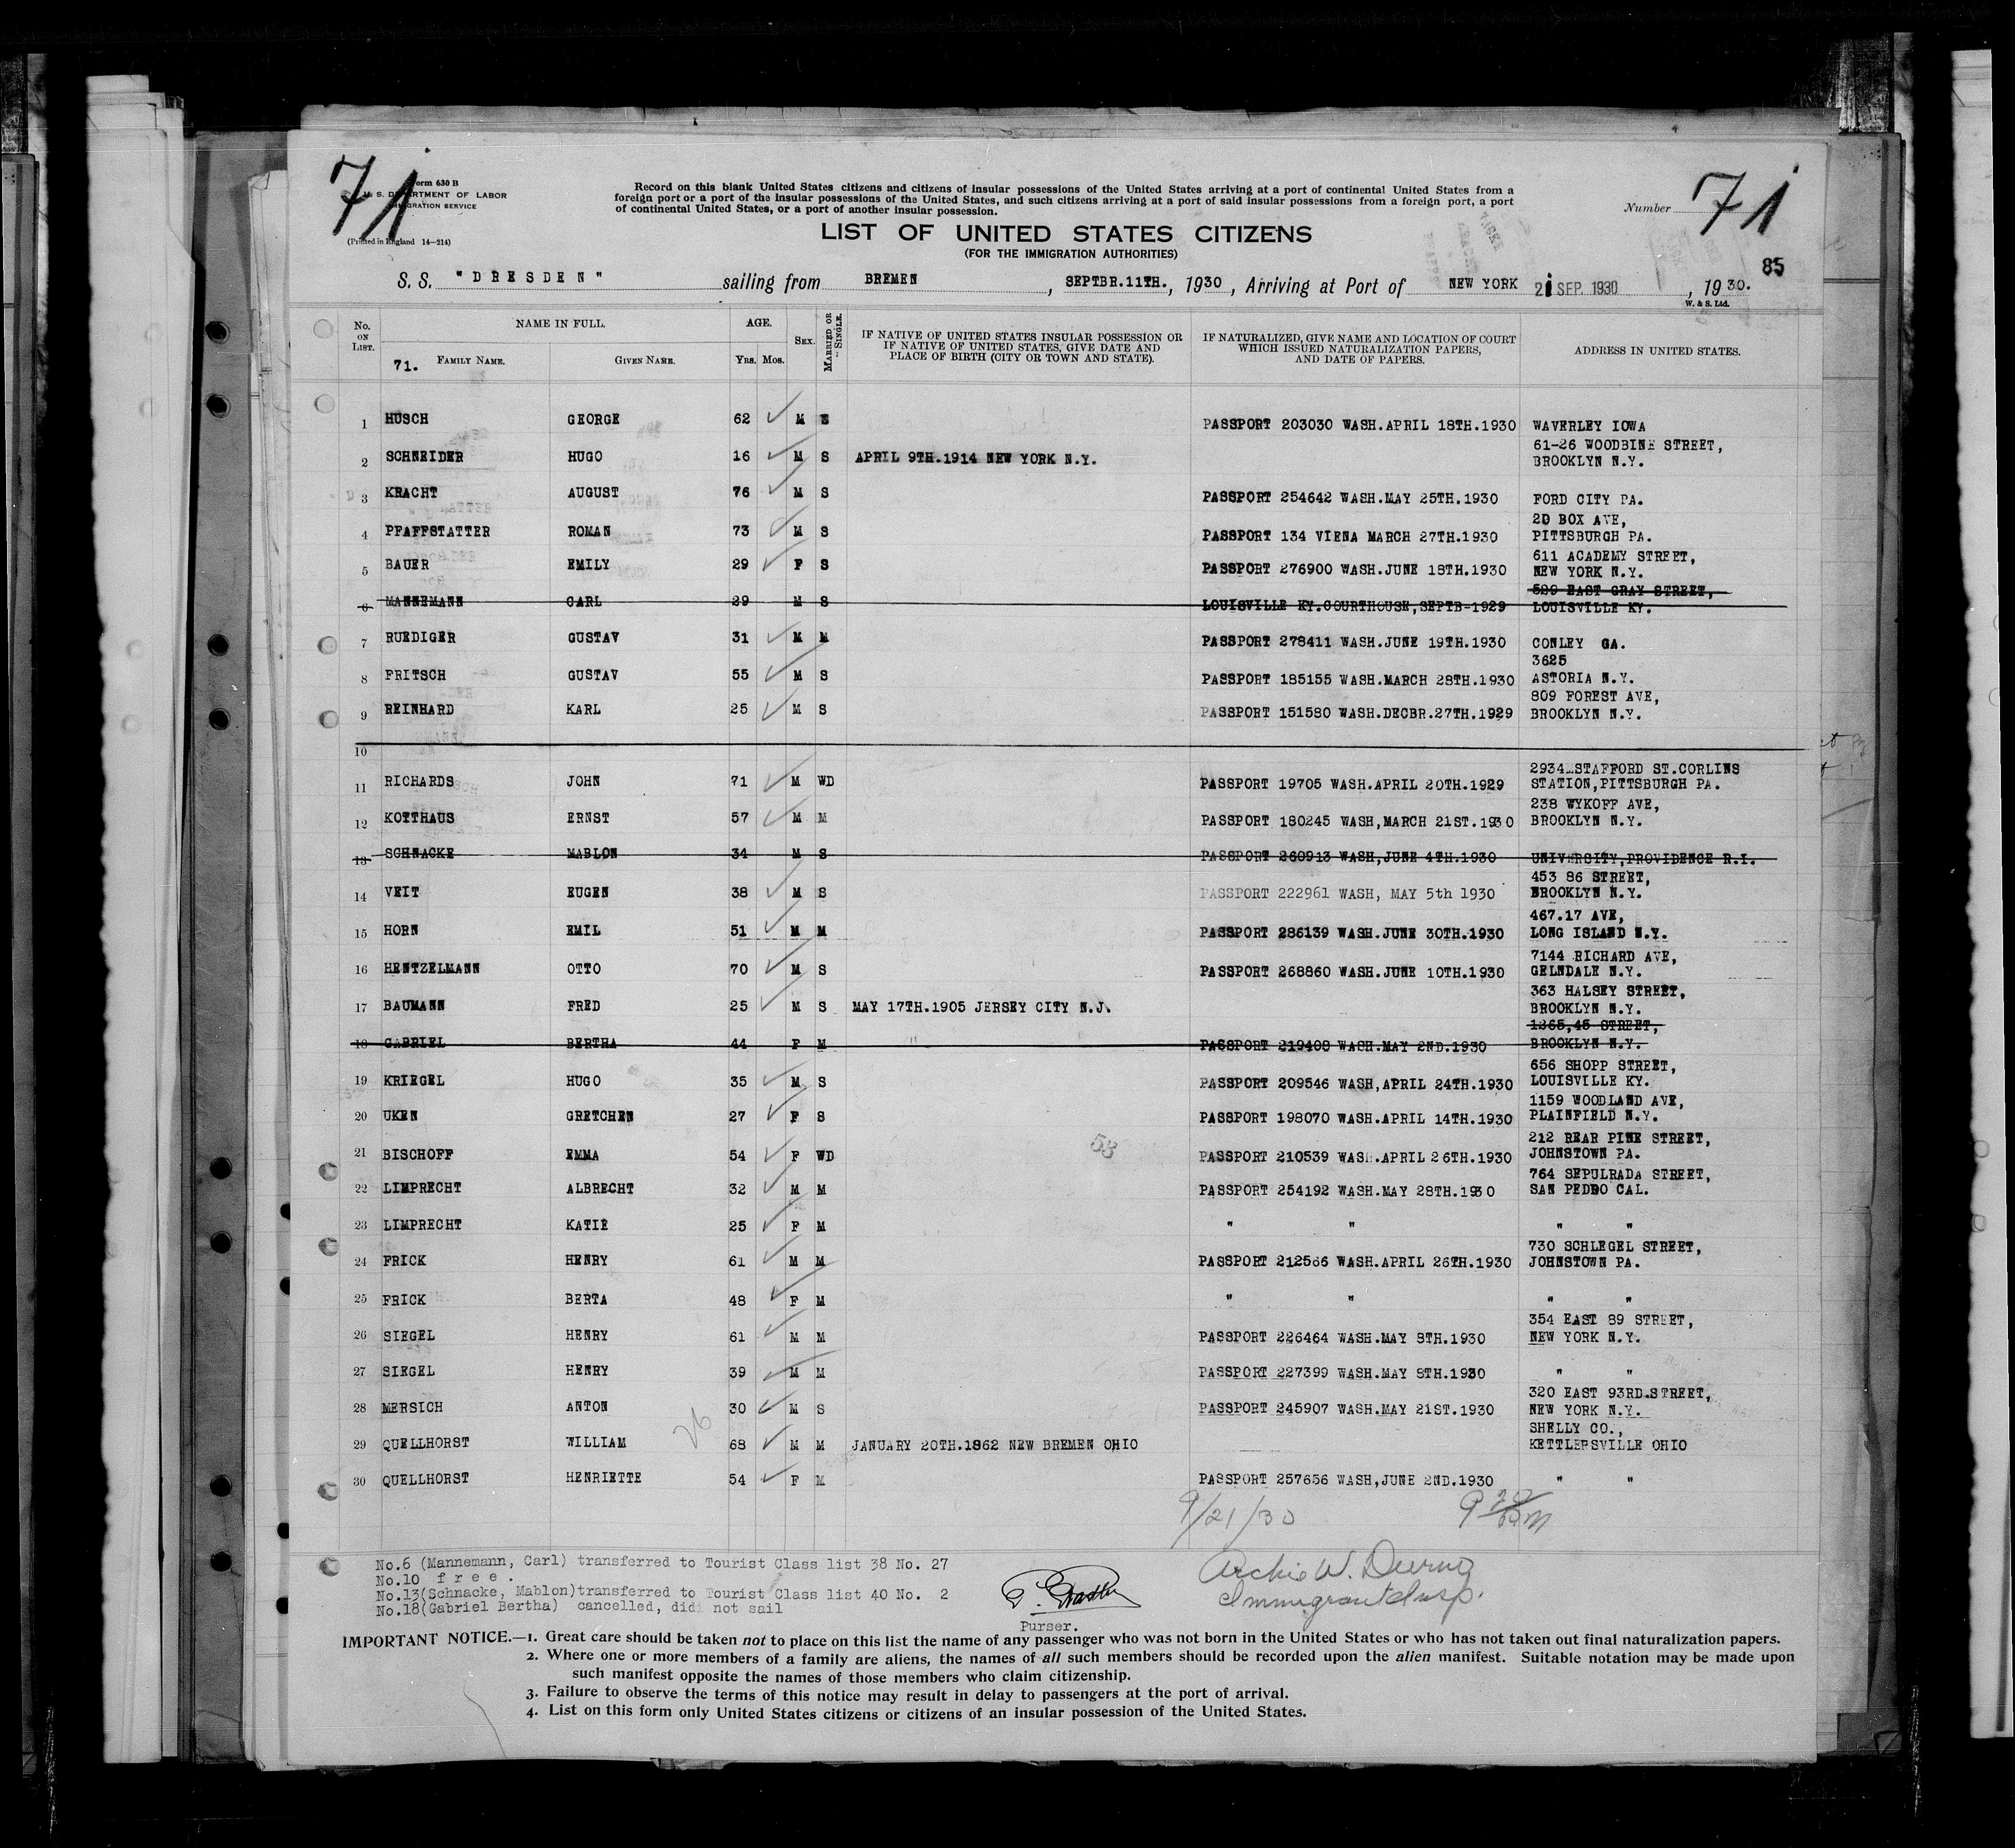 71
71
Form 630 B
U. S. DEPARTMENT OF LABOR
IMMIGRATION SERVICE
(Printed in England 14—214)
Record on this blank United States citizens and citizens of insular possessions of the United States arriving at a port of continental United States from a
foreign port or a port of the insular possessions of the United States, and such citizens arriving at a port of said insular possessions from a foreign port, a port
of continental United States, or a port of another insular possession.
Number
LIST OF UNITED STATES CITIZENS
(FOR THE IMMIGRATION AUTHORITIES)
85
S. S. "DRESDEN" sailing from BREMEN, SEPTBR.11TH., 1930, Arriving at Port of NEW YORK 21 SEP. 1930, 1930.
W. & S. Ltd.
No. ON LIST. NAME IN FULL. AGE. SEX. MARRIED OR SINGLE. IF NATIVE OF UNITED STATES INSULAR POSSESSION OR IF NATIVE OF UNITED STATES, GIVE DATE AND PLACE OF BIRTH (CITY OR TOWN AND STATE). IF NATURALIZED, GIVE NAME AND LOCATION OF COURT WHICH ISSUED NATURALIZATION PAPERS, AND DATE OF PAPERS. ADDRESS IN UNITED STATES.
71. FAMILY NAME. GIVEN NAME. YRS. MOS.
1 HUSCH GEORGE 62 M S PASSPORT 203030 WASH.APRIL 18TH.1930 WAVERLEY IOWA
61-26 WOODBINE STREET,
2 SCHNEIDER HUGO 16 M S APRIL 9TH.1914 NEW YORK N.Y. BROOKLYN N.Y.
3 KRACHT AUGUST 76 M S PASSPORT 254642 WASH.MAY 25TH.1930 FORD CITY PA.
2D BOX AVE,
4 PFAFFSTATTER ROMAN 73 M S PASSPORT 134 VIENA MARCH 27TH.1930 PITTSBURGH PA.
611 ACADEMY STREET,
5 BAUER EMILY 29 F S PASSPORT 276900 WASH.JUNE 18TH.1930 NEW YORK N.Y.
529 EAST GRAY STREET,
6 MANNEMANN CARL 29 M S LOUISVILLE KY.COURTHOUSE,SEPTB-1929 LOUISVILLE KY.
7 RUEDIGER GUSTAV 31 M M PASSPORT 278411 WASH.JUNE 19TH.1930 CONLEY GA.
3625
8 FRITSCH GUSTAV 55 M S PASSPORT 185155 WASH.MARCH 28TH.1930 ASTORIA N.Y.
809 FOREST AVE,
9 REINHARD KARL 25 M S PASSPORT 151580 WASH.DECBR.27TH.1929 BROOKLYN N.Y.
10
2934 STAFFORD ST.CORLINS
11 RICHARDS JOHN 71 M WD PASSPORT 19705 WASH.APRIL 20TH.1929 STATION,PITTSBURGH PA.
238 WYKOFF AVE,
12 KOTTHAUS ERNST 57 M M PASSPORT 180245 WASH,MARCH 21ST.1930 BROOKLYN N.Y.
13 SCHNACKE MABLON 34 M S PASSPORT 260913 WASH,JUNE 4TH.1930 UNIVERSITY,PROVIDENCE R.I.
453 86 STREET,
14 VEIT EUGEN 38 M S PASSPORT 222961 WASH, MAY 5th 1930 BROOKLYN N.Y.
467.17 AVE,
15 HORN EMIL 51 M M PASSPORT 286139 WASH.JUNE 30TH.1930 LONG ISLAND N.Y.
7144 RICHARD AVE,
16 HENTZELMANN OTTO 70 M S PASSPORT 268860 WASH.JUNE 10TH.1930 GELNDALE N.Y.
363 HALSEY STREET,
17 BAUMANN FRED 25 M S MAY 17TH.1905 JERSEY CITY N.J. BROOKLYN N.Y.
1365,45 STREET,
18 GABRIEL BERTHA 44 F M PASSPORT 219408 WASH.MAY 2ND.1930 BROOKLYN N.Y.
656 SHOPP STREET,
19 KRIEGEL HUGO 35 M S PASSPORT 209546 WASH,APRIL 24TH.1930 LOUISVILLE KY.
1159 WOODLAND AVE,
20 UKEN GRETCHEN 27 F S PASSPORT 198070 WASH.APRIL 14TH.1930 PLAINFIELD N.Y.
212 REAR PINE STREET,
21 BISCHOFF EMMA 54 F WD 53 PASSPORT 210539 WASH.APRIL 26TH.1930 JOHNSTOWN PA.
764 SEPULRADA STREET,
22 LIMPRECHT ALBRECHT 32 M M PASSPORT 254192 WASH.MAY 28TH.1930 SAN PEDRO CAL.
23 LIMPRECHT KATIE 25 F M " " " "
730 SCHLEGEL STREET,
24 FRICK HENRY 61 M M PASSPORT 212566 WASH.APRIL 26TH.1930 JOHNSTOWN PA.
25 FRICK BERTA 48 F M " " " "
354 EAST 89 STREET,
26 SIEGEL HENRY 61 M M PASSPORT 226464 WASH.MAY 8TH.1930 NEW YORK N.Y.
27 SIEGEL HENRY 39 M M PASSPORT 227399 WASH.MAY 8TH.1930 " "
320 EAST 93RD.STREET,
28 MERSICH ANTON 30 M S PASSPORT 245907 WASH.MAY 21ST.1930 NEW YORK N.Y.
26
SHELLY CO.,
29 QUELLHORST WILLIAM 68 M M JANUARY 20TH.1862 NEW BREMEN OHIO KETTLERSVILLE OHIO
30 QUELLHORST HENRIETTE 54 F M PASSPORT 257656 WASH,JUNE 2ND.1930 " "
9/21/30 9 20 am
No.6 (Mannemann, Carl) transferred to Tourist Class list 38 No. 27
No.10 free.
No.13(Schnacke, Mablon)transferred to Tourist Class list 40 No. 2
No.18(Gabriel Bertha) cancelled, did not sail
Archie W.
Immigrant Insp.
Purser.
IMPORTANT NOTICE.—1. Great care should be taken not to place on this list the name of any passenger who was not born in the United States or who has not taken out final naturalization papers.
2. Where one or more members of a family are aliens, the names of all such members should be recorded upon the alien manifest. Suitable notation may be made upon
such manifest opposite the names of those members who claim citizenship.
3. Failure to observe the terms of this notice may result in delay to passengers at the port of arrival.
4. List on this form only United States citizens or citizens of an insular possession of the United States.